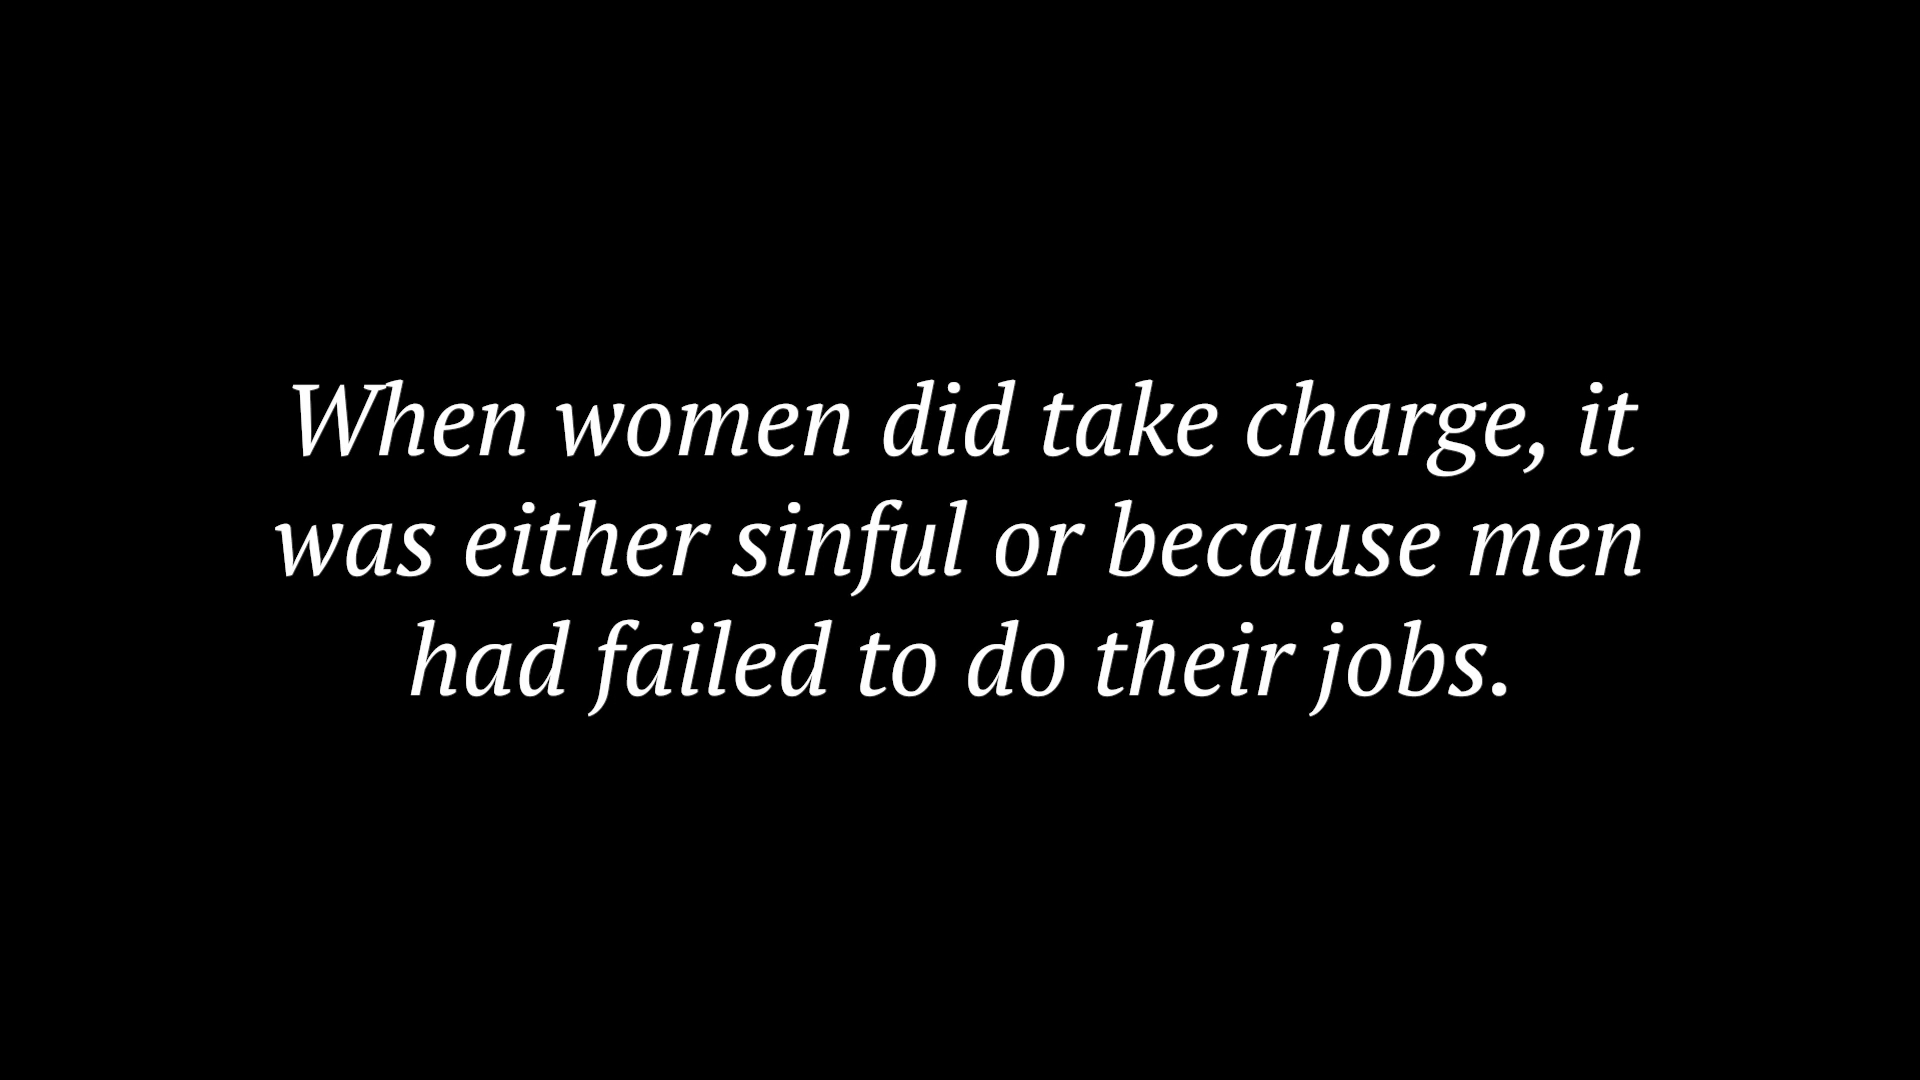 When women did take charge, it
was either sinful or because men
had failed to do their jobs.